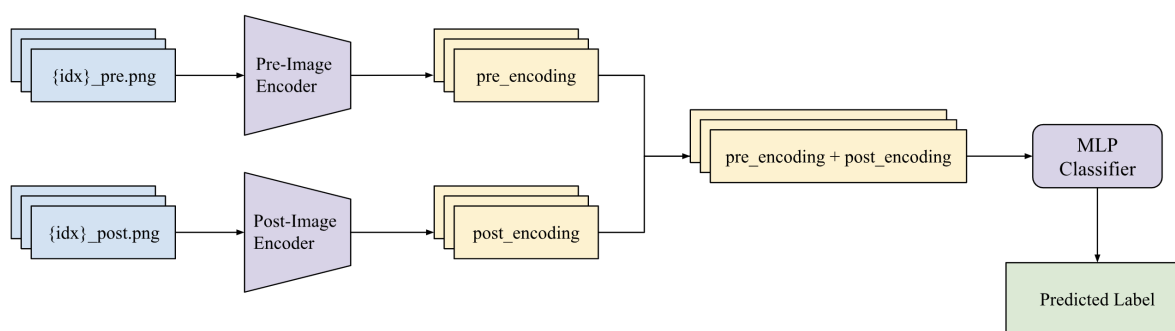 {idx}_pre.png
Pre-Image
Encoder
pre_encoding
{idx}_post.png
Post-Image
Encoder
post_encoding
pre_encoding + post_encoding
MLP
Classifier
Predicted Label